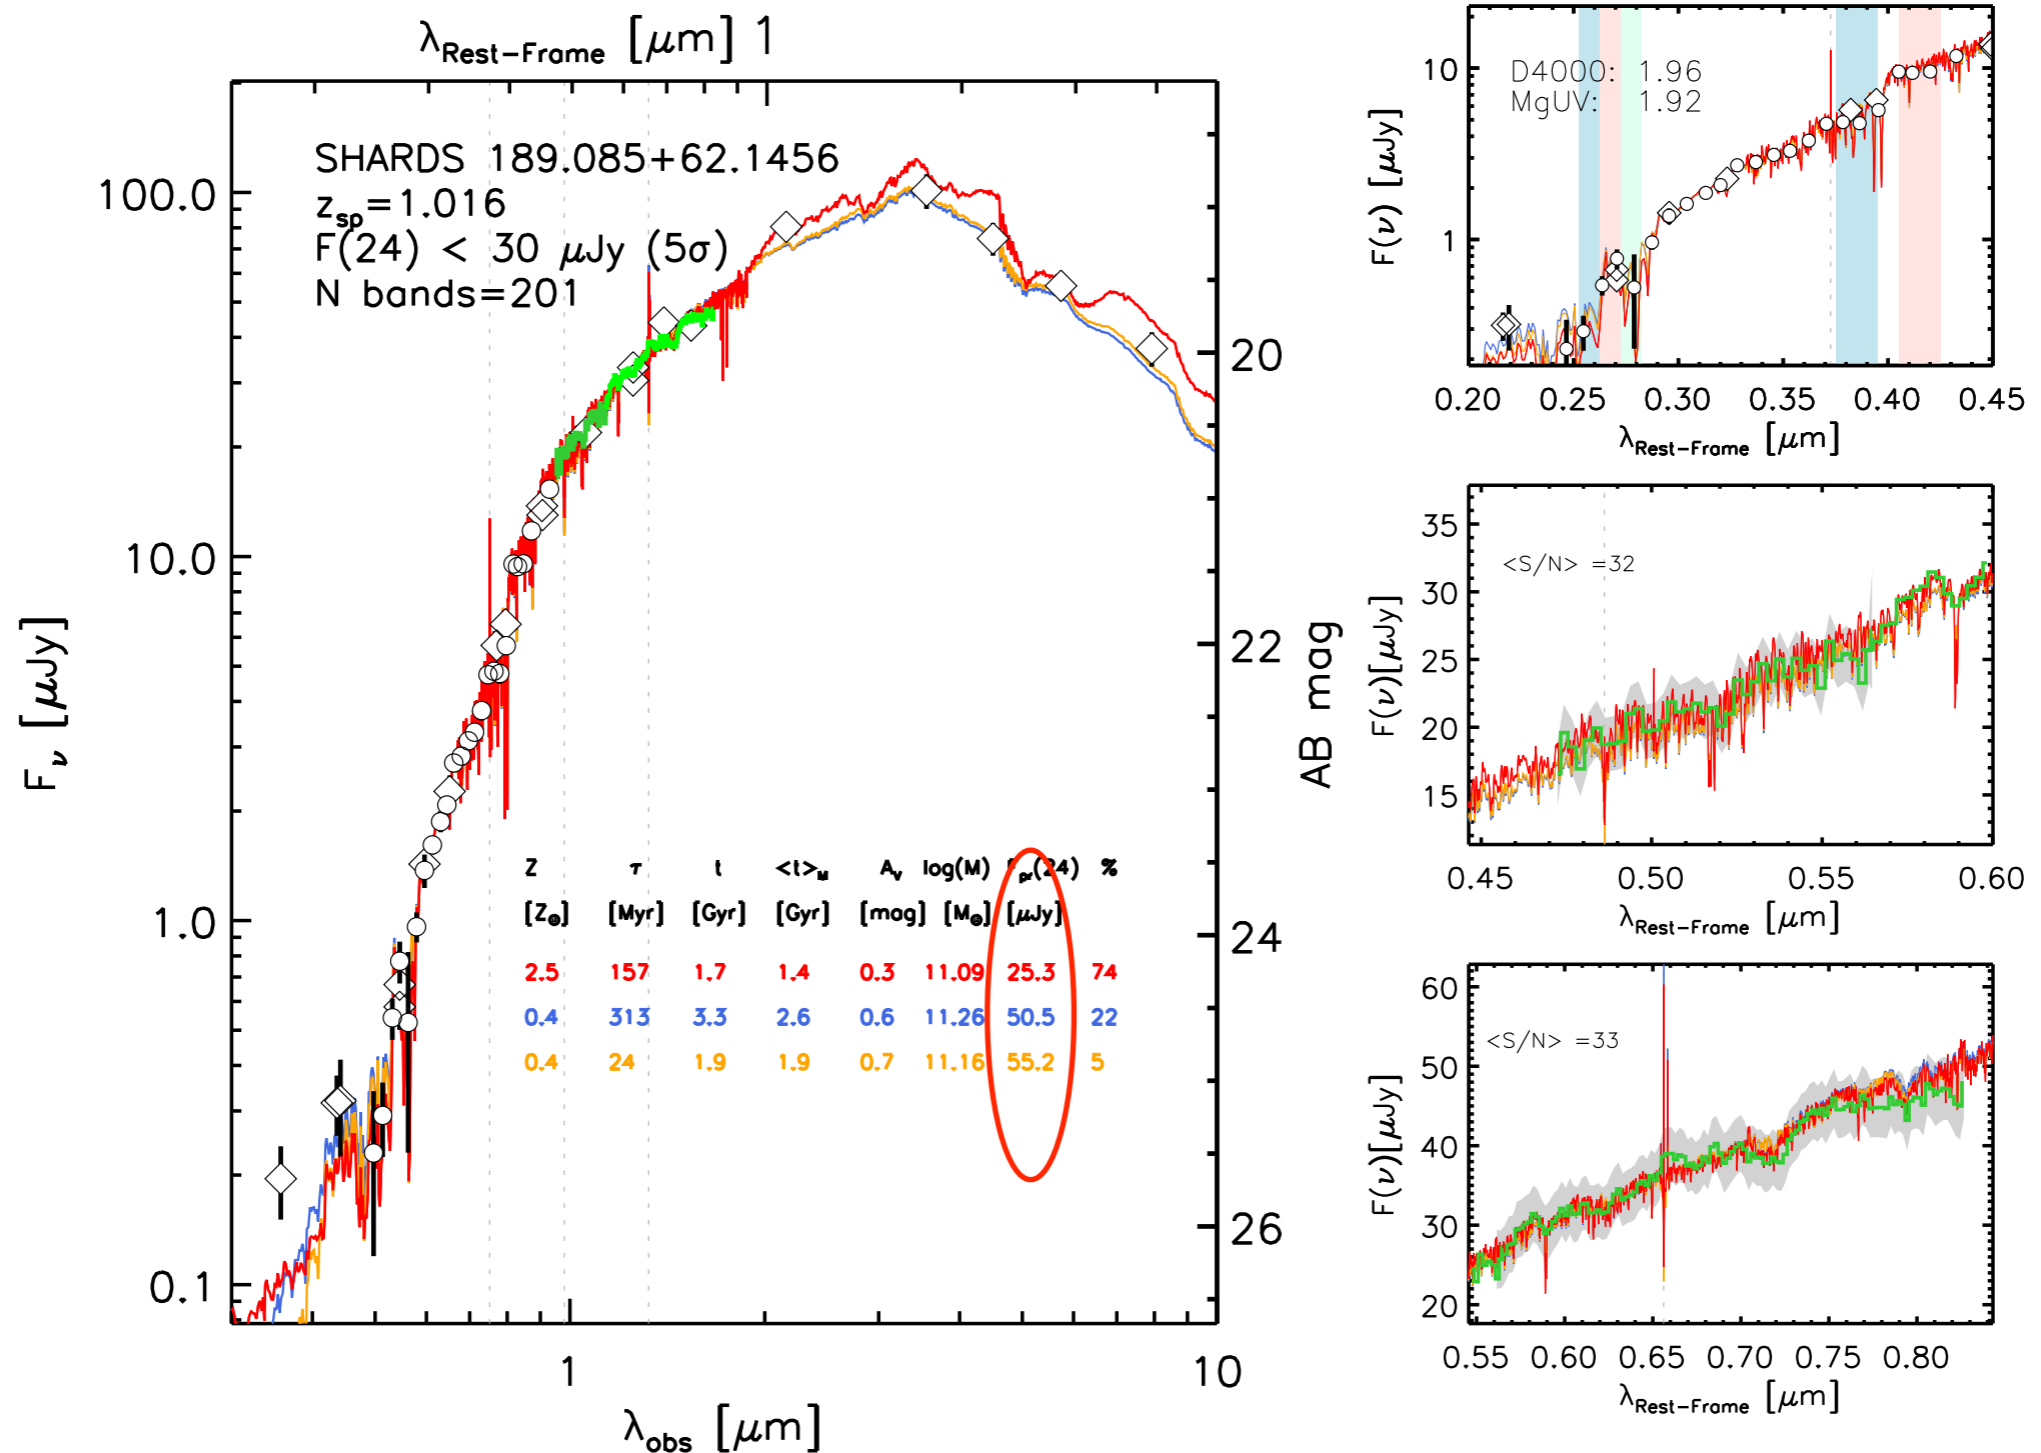 λRest-Frame [μm] 1
SHARDS 189.085+62.1456
zsp=1.016
F(24) < 30 μJy (5σ)
N bands=201
100.0
10.0
1.0
0.1
Fν [μJy]
20
22
24
26
AB mag
Z τ t <t>M Av log(M) (24) %
[Z⊙] [Myr] [Gyr] [Gyr] [mag] [M⊙] [μJy]
2.5 157 1.7 1.4 0.3 11.09 25.3 74
0.4 313 3.3 2.6 0.6 11.26 50.5 22
0.4 24 1.9 1.9 0.7 11.16 55.2 5
1 10
λobs [μm]
D4000: 1.96
MgUV: 1.92
10
1
F(ν) [μJy]
0.20 0.25 0.30 0.35 0.40 0.45
λRest-Frame [μm]
<S/N> =32
35
30
25
20
15
F(ν)[μJy]
0.45 0.50 0.55 0.60
λRest-Frame [μm]
<S/N> =33
60
50
40
30
20
F(ν)[μJy]
0.55 0.60 0.65 0.70 0.75 0.80
λRest-Frame [μm]